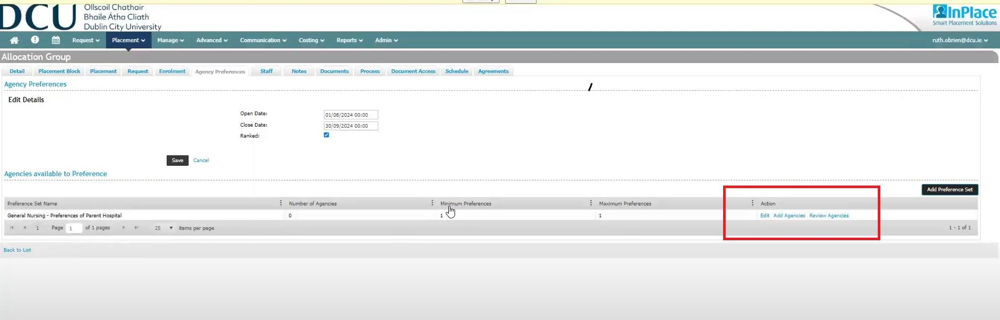 DCU
Ollscoil Chathair
Bhaile Átha Cliath
Dublin City University
InPlace
Smart Placement Solutions
Request Placement Manage Advanced Communication Costing Reports Admin ruth.obrien@dcu.ie
Allocation Group
Detail Placement Block Placement Request Enrolment Agency Preferences Staff Notes Documents Process Document Access Schedule Agreements
Agency Preferences
Edit Details
Open Date: 01/08/2024 00:00
Close Date: 30/09/2024 00:00
Ranked:
Save Cancel
Agencies available to Preference
Add Preference Set
Preference Set Name Number of Agencies Minimum Preferences Maximum Preferences Action
General Nursing - Preferences of Parent Hospital 0 1 1 Edit Add Agencies Review Agencies
1 Page 1 of 1 pages 25 items per page 1 - 1 of 1
Back to List